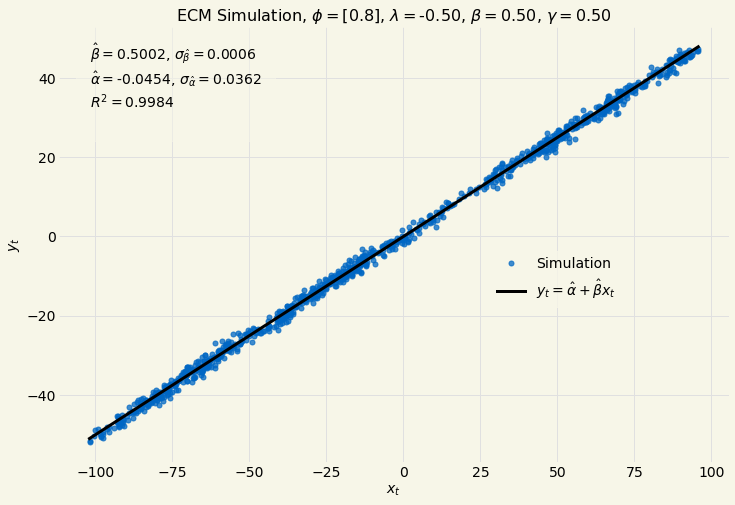 ECM Simulation, ϕ = [0.8], λ = -0.50, β = 0.50, γ = 0.50
β̂ = 0.5002, σ_β̂ = 0.0006
α̂ = -0.0454, σ_α̂ = 0.0362
R² = 0.9984
40
20
0
−20
−40
y_t
Simulation
y_t = α̂ + β̂x_t
−100 −75 −50 −25 0 25 50 75 100
x_t